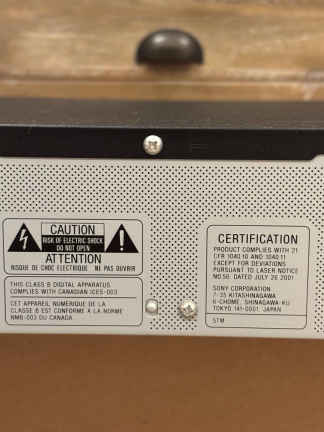 CAUTION
RISK OF ELECTRIC SHOCK
DO NOT OPEN
ATTENTION
RISQUE DE CHOC ELECTRIQUE NI PAS OUVRIR
THIS CLASS B DIGITAL APPARATUS
COMPLIES WITH CANADIAN ICES-003
CET APPAREIL NUMÉRIQUE DE LA
CLASSE B EST CONFORME À LA NORME
NMB-003 DU CANADA.
CERTIFICATION
PRODUCT COMPLIES WITH 21
CFR 1040.10 AND 1040.11
EXCEPT FOR DEVIATIONS
PURSUANT TO LASER NOTICE
NO.50 DATED JULY 26 2001
SONY CORPORATION
7-35 KITASHINAGAWA
6-CHOME, SHINAGAWA-KU
TOKYO 141-0001 JAPAN
STM